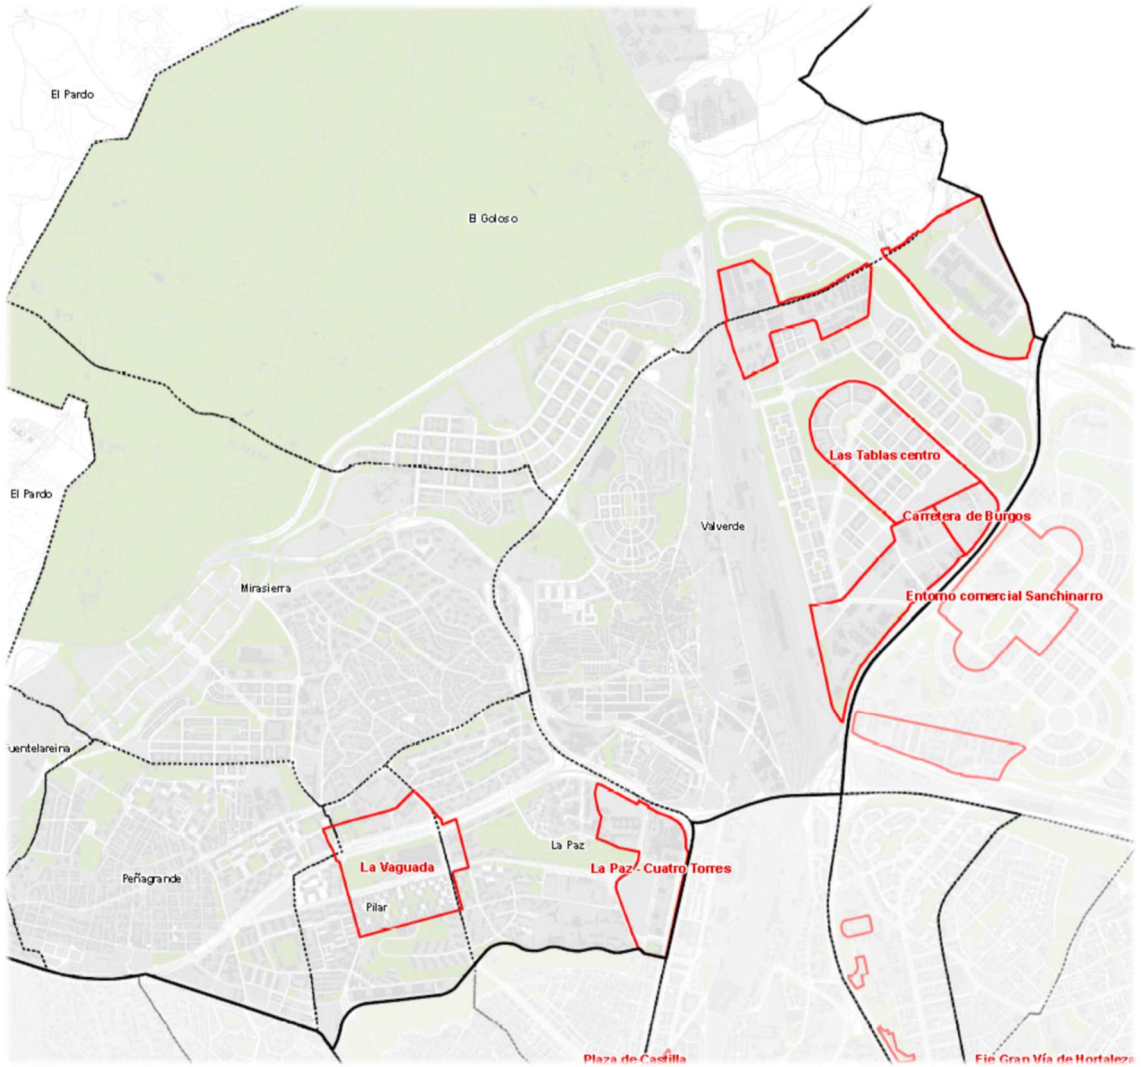 El Pardo
El Goloso
Las Tablas centro
El Pardo
Carretera de Burgos
Valverde
Mirasierra
Entorno comercial Sanchinarro
uentelareina
La Paz
La Vaguada
La Paz - Cuatro Torres
Peñagrande
Pilar
Plaza de Castilla
Eje Gran Vía de Hortaleza